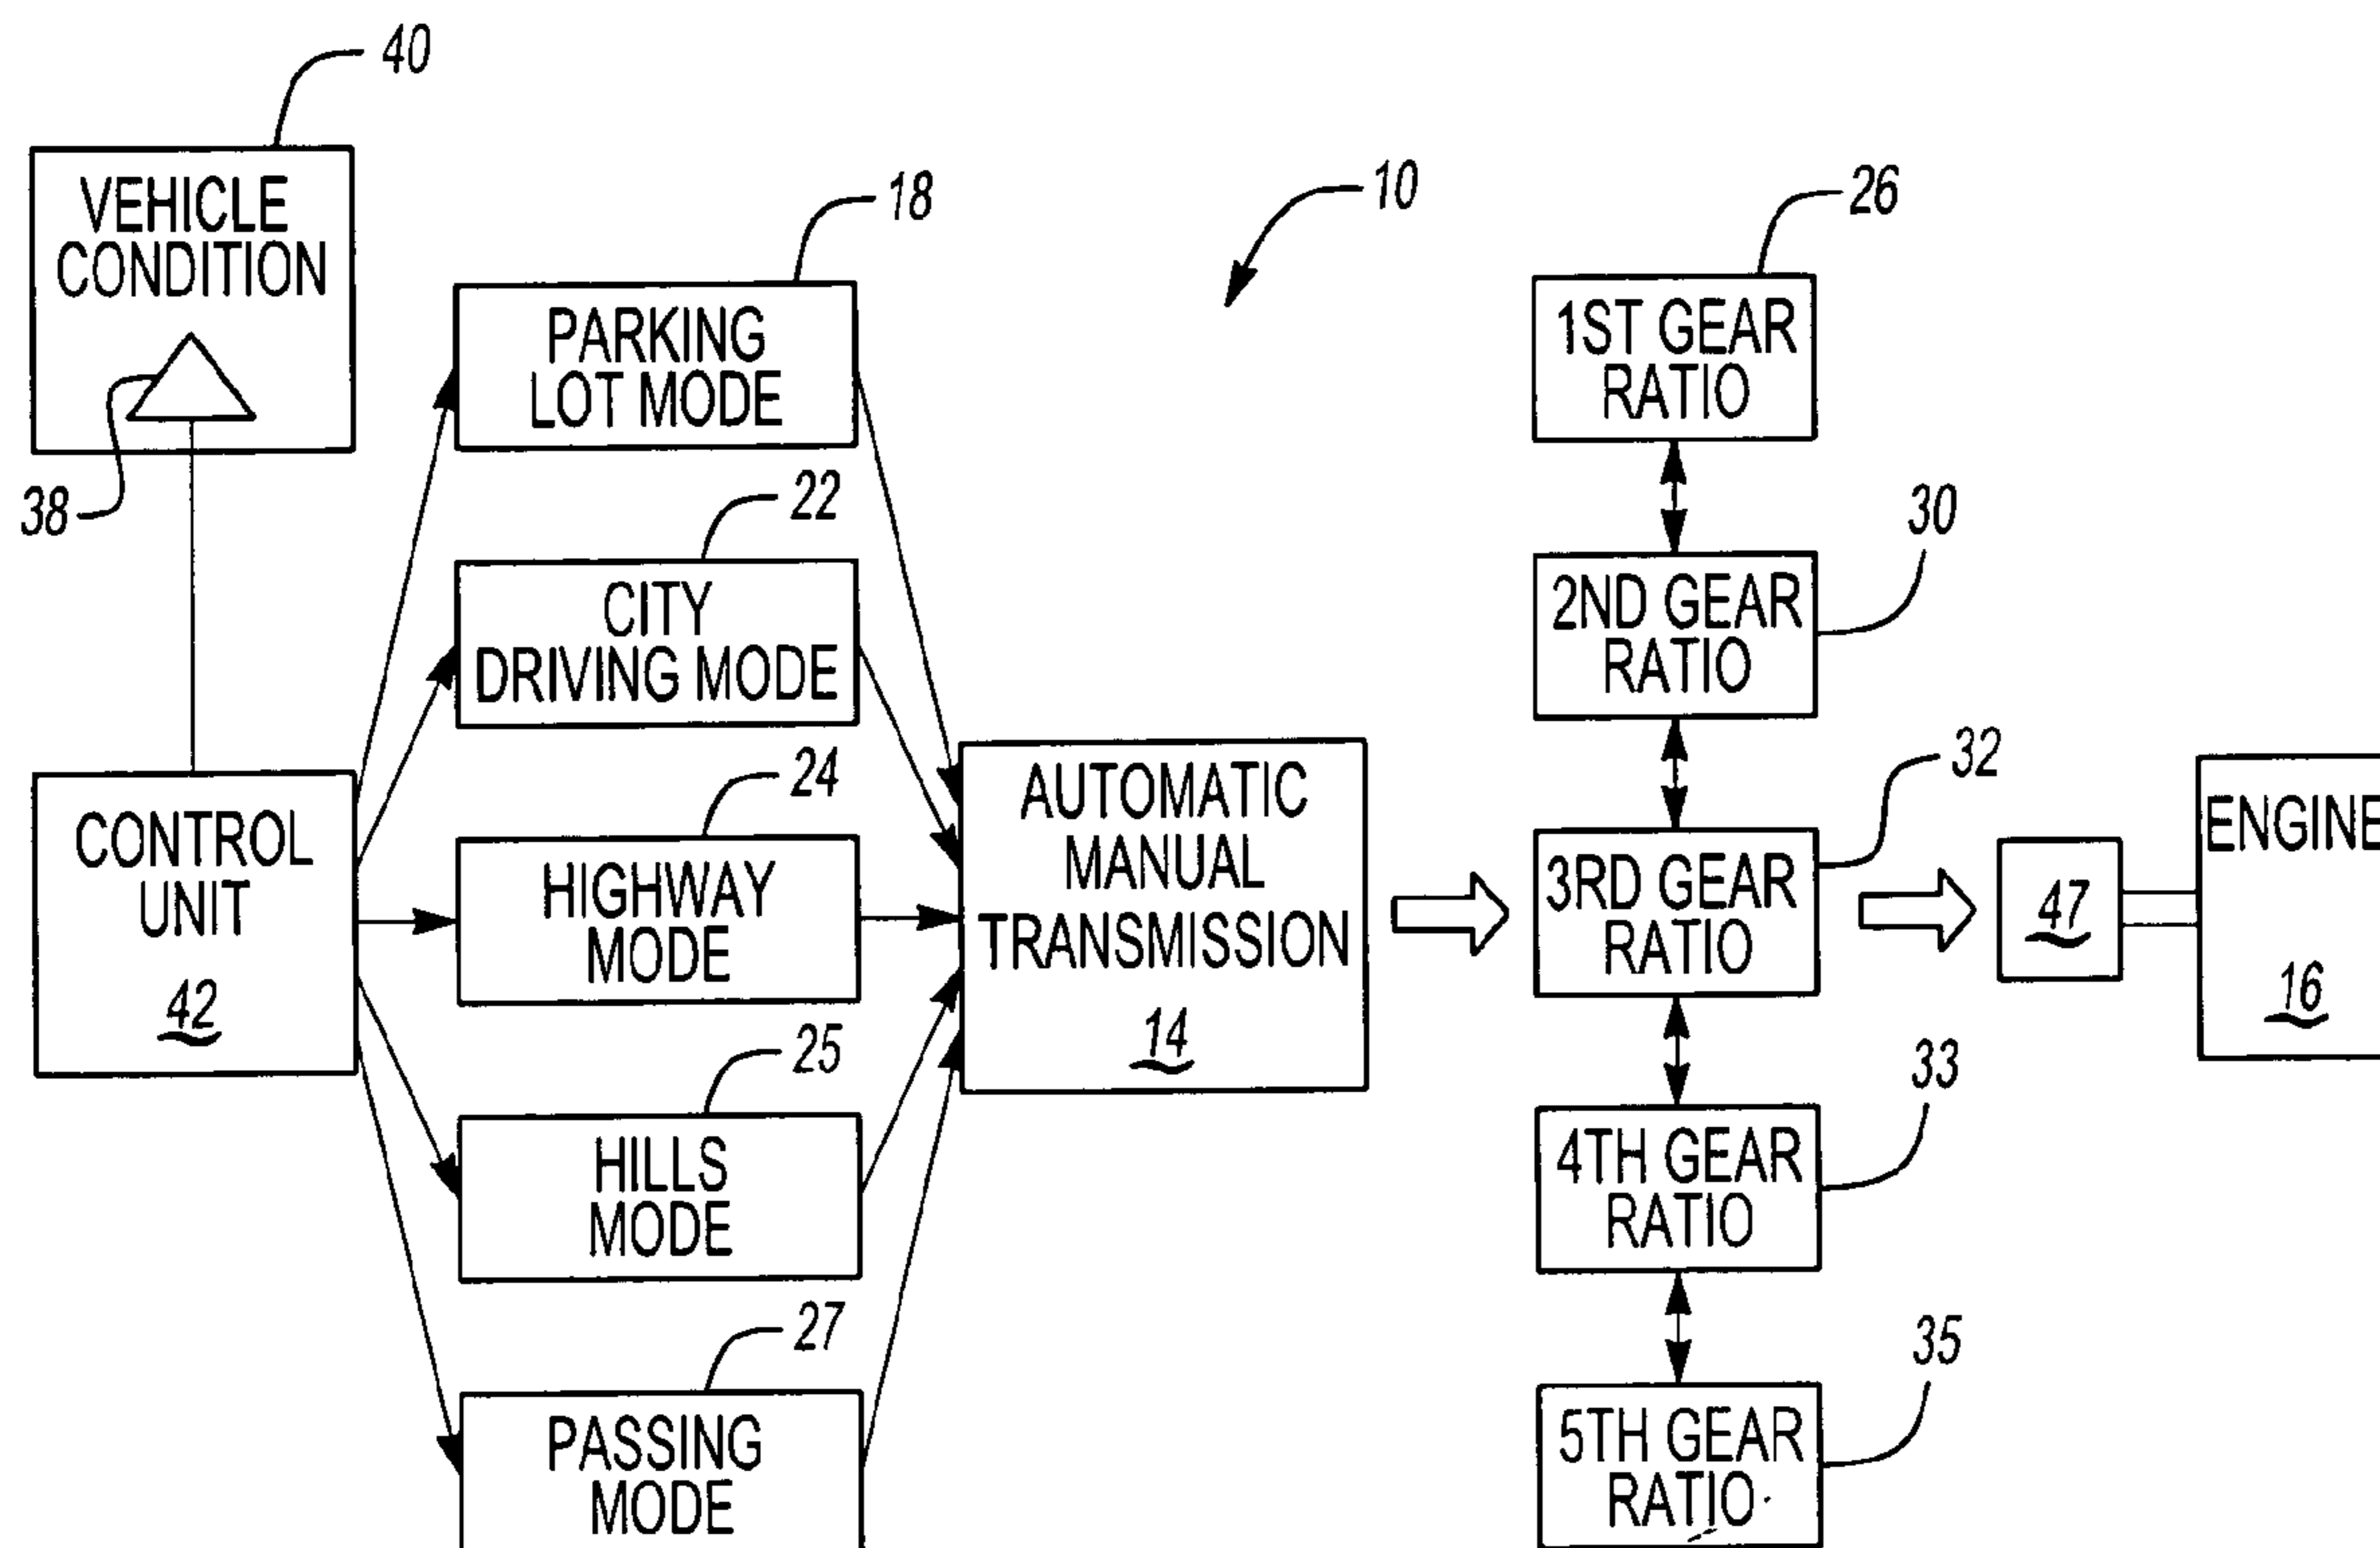 40
VEHICLE
CONDITION
38
18
PARKING
LOT MODE
10
26
1ST GEAR
RATIO
22
CITY
DRIVING MODE
30
2ND GEAR
RATIO
24
HIGHWAY
MODE
CONTROL
UNIT
42
AUTOMATIC
MANUAL
TRANSMISSION
14
32
3RD GEAR
RATIO
47
ENGINE
16
25
HILLS
MODE
33
4TH GEAR
RATIO
27
PASSING
MODE
35
5TH GEAR
RATIO